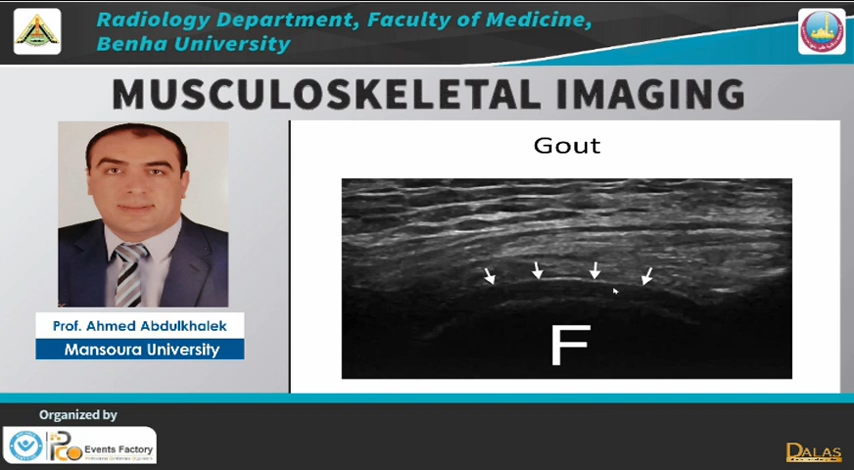 Radiology Department, Faculty of Medicine,
Benha University
MUSCULOSKELETAL IMAGING
Gout
F
Prof. Ahmed Abdulkhalek
Mansoura University
Organized by
Events Factory
DALAS